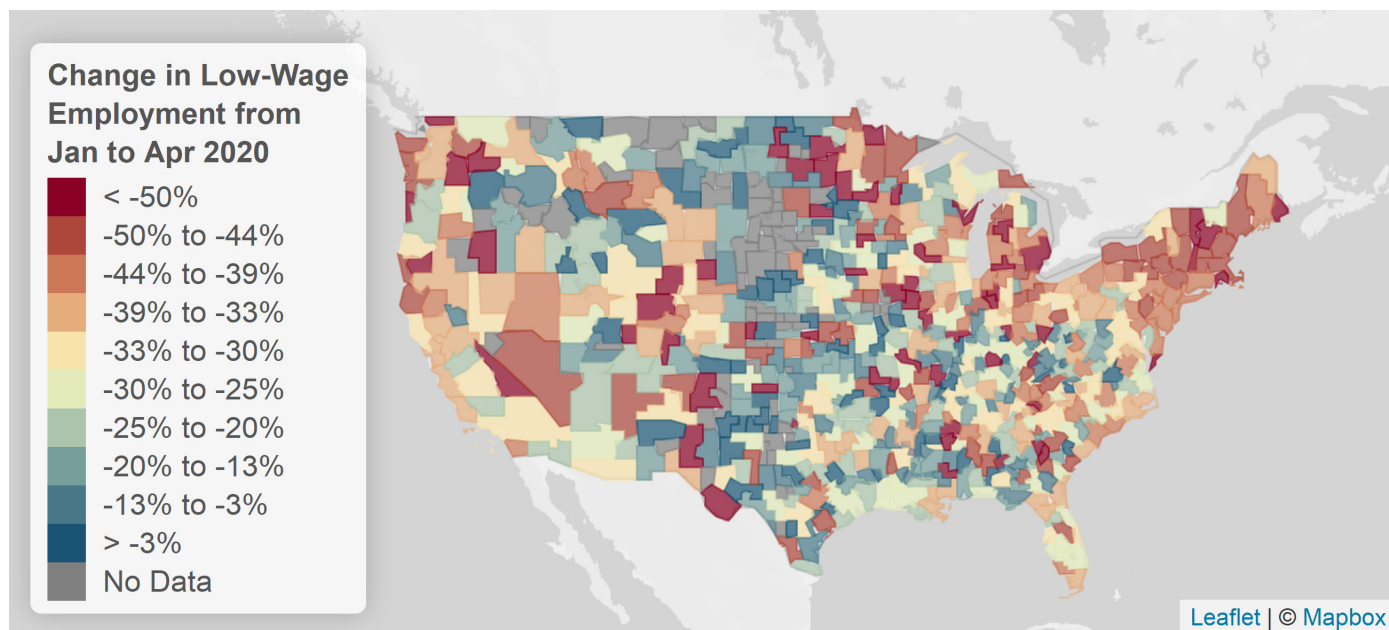 Change in Low-Wage
Employment from
Jan to Apr 2020
< -50%
-50% to -44%
-44% to -39%
-39% to -33%
-33% to -30%
-30% to -25%
-25% to -20%
-20% to -13%
-13% to -3%
> -3%
No Data
Leaflet | © Mapbox